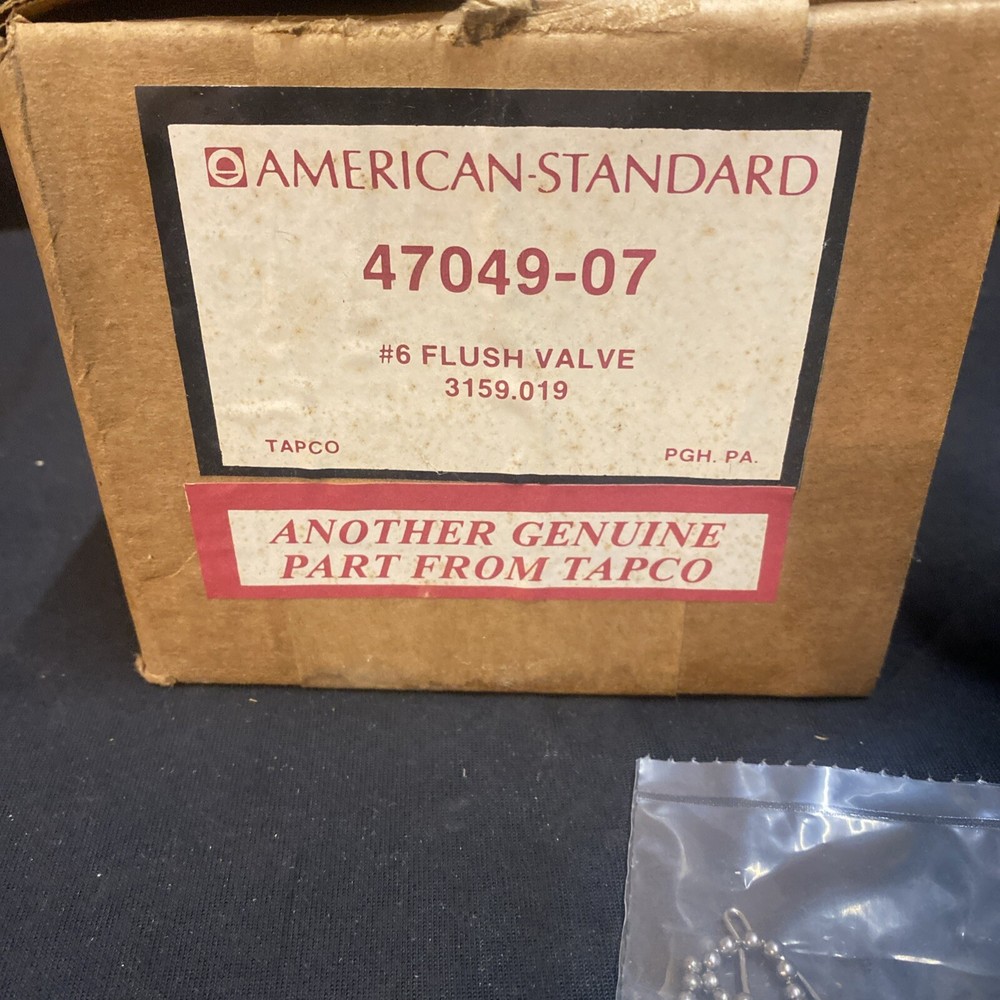 AMERICAN-STANDARD
47049-07
#6 FLUSH VALVE
3159.019
TAPCO PGH. PA.
ANOTHER GENUINE
PART FROM TAPCO